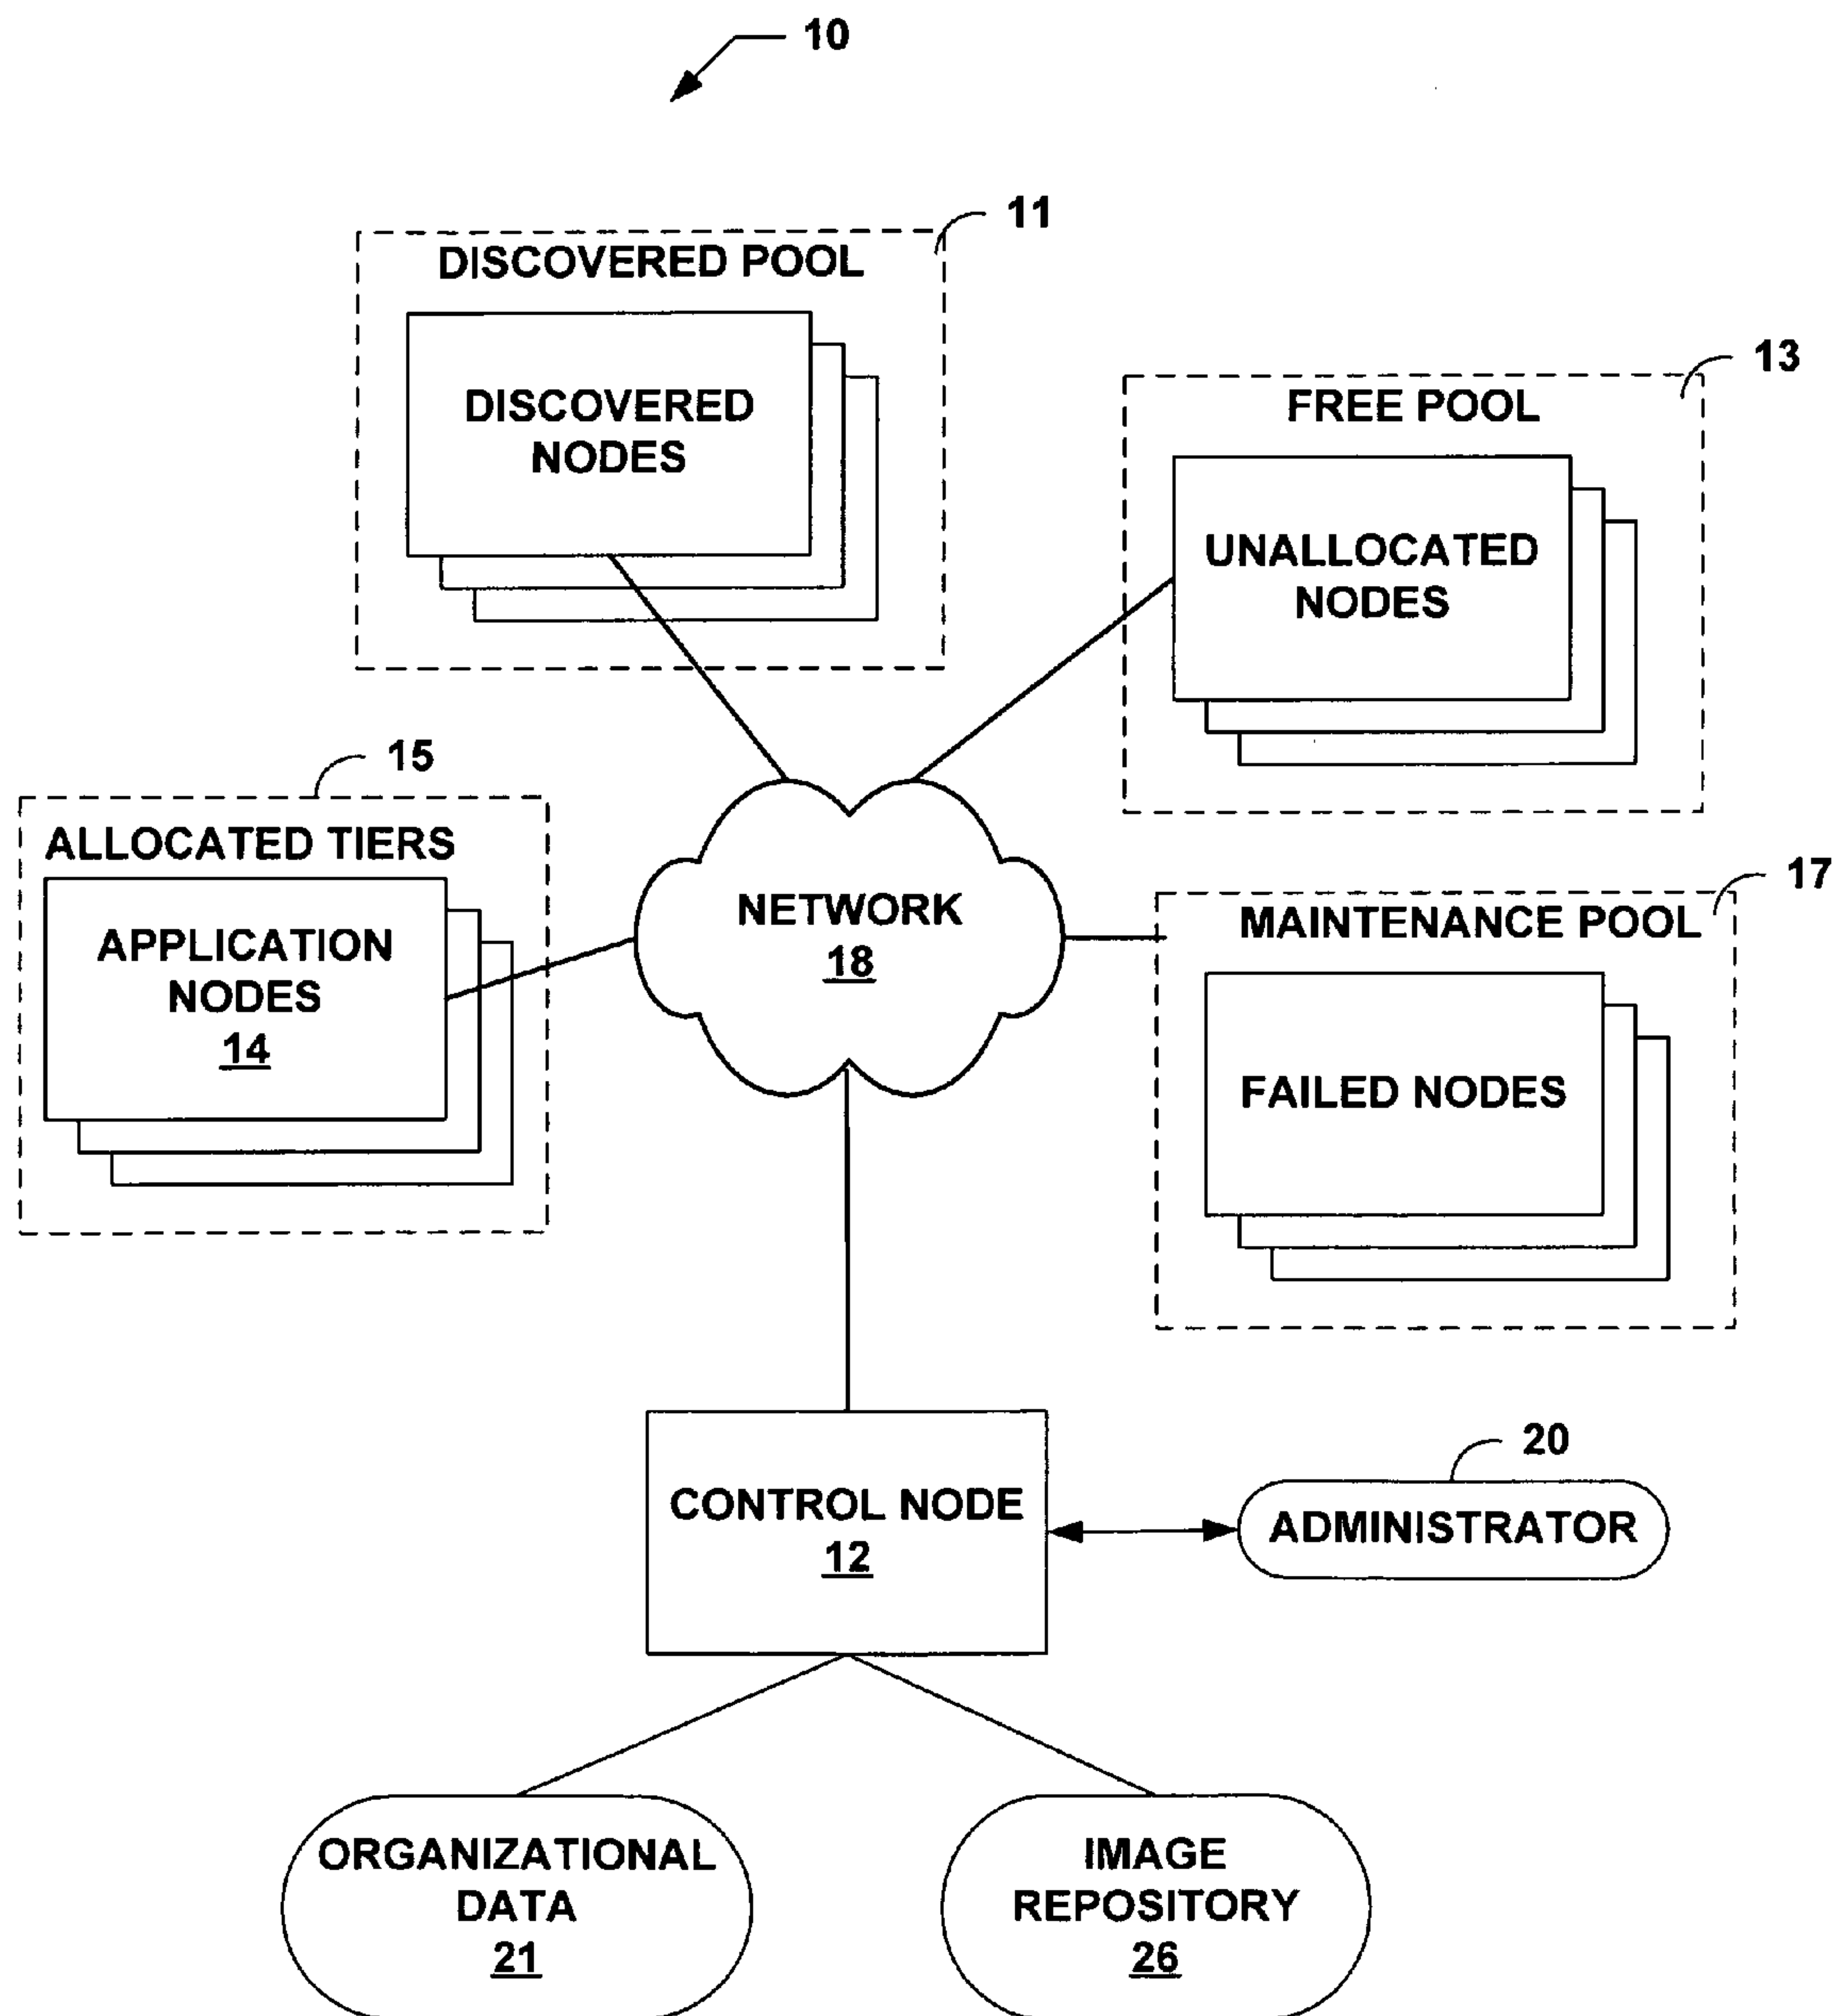 10
11
DISCOVERED POOL
DISCOVERED
NODES
13
FREE POOL
UNALLOCATED
NODES
15
ALLOCATED TIERS
APPLICATION
NODES
14
NETWORK
18
17
MAINTENANCE POOL
FAILED NODES
CONTROL NODE
12
20
ADMINISTRATOR
ORGANIZATIONAL
DATA
21
IMAGE
REPOSITORY
26